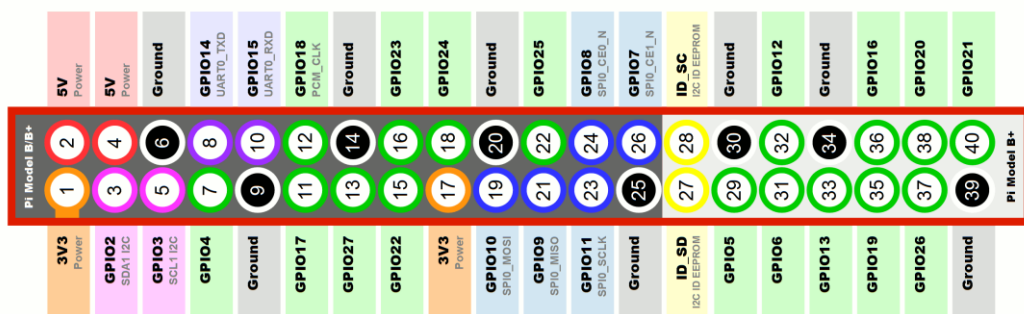 5V
Power
5V
Power
Ground
GPIO14
UART0_TXD
GPIO15
UART0_RXD
GPIO18
PCM_CLK
Ground
GPIO23
GPIO24
Ground
GPIO25
GPIO8
SPI0_CE0_N
GPIO7
SPI0_CE1_N
ID_SC
I2C ID EEPROM
Ground
GPIO12
Ground
GPIO16
GPIO20
GPIO21
Pi Model B/B+
2 4 6 8 10 12 14 16 18 20 22 24 26 28 30 32 34 36 38 40
1 3 5 7 9 11 13 15 17 19 21 23 25 27 29 31 33 35 37 39
Pi Model B+
3V3
Power
GPIO2
SDA1 I2C
GPIO3
SCL1 I2C
GPIO4
Ground
GPIO17
GPIO27
GPIO22
3V3
Power
GPIO10
SPI0_MOSI
GPIO9
SPI0_MISO
GPIO11
SPI0_SCLK
Ground
ID_SD
I2C ID EEPROM
GPIO5
GPIO6
GPIO13
GPIO19
GPIO26
Ground